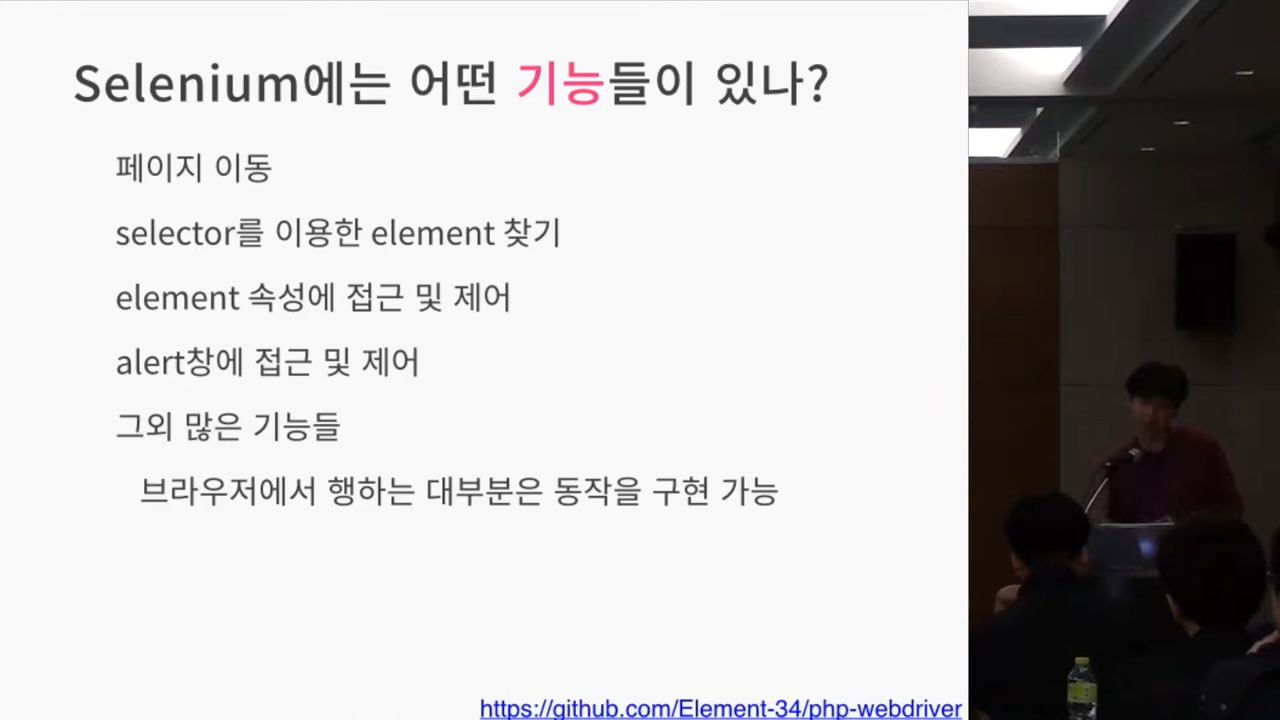 Selenium에는 어떤 기능들이 있나?
페이지 이동
selector를 이용한 element 찾기
element 속성에 접근 및 제어
alert창에 접근 및 제어
그외 많은 기능들
브라우저에서 행하는 대부분은 동작을 구현 가능
https://github.com/Element-34/php-webdriver